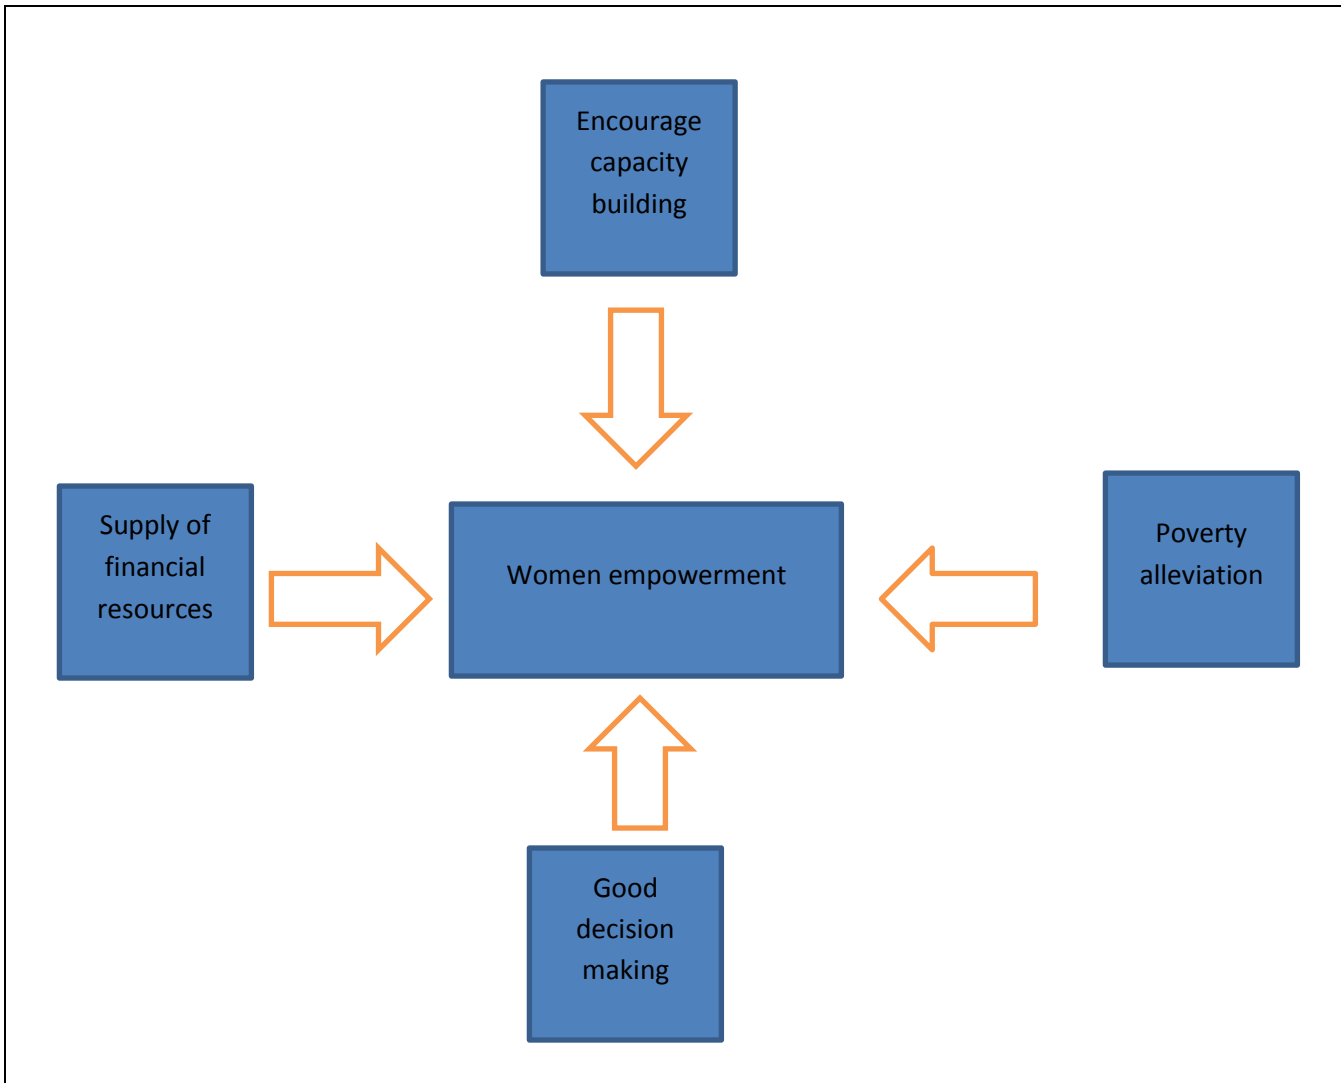 Encourage
capacity
building
Supply of
financial
resources
Women empowerment
Poverty
alleviation
Good
decision
making